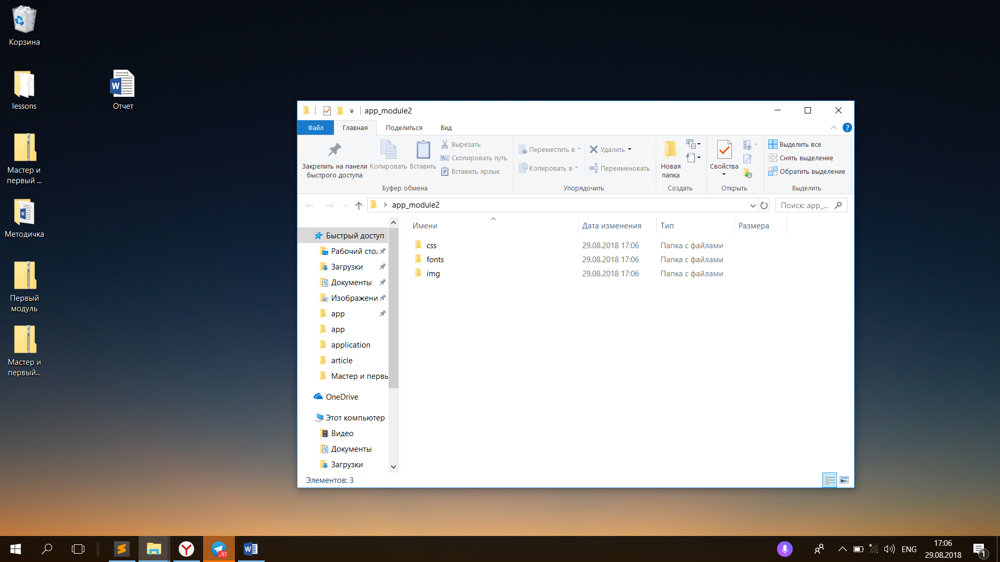 Корзина
lessons
Отчет
Мастер и
первый ...
Методичка
Первый
модуль
Мастер и
первый...
app_module2
Файл
Главная
Поделиться
Вид
Закрепить на панели
быстрого доступа
Копировать
Вставить
Вырезать
Скопировать путь
Вставить ярлык
Буфер обмена
Переместить в
Копировать в
Удалить
Переименовать
Упорядочить
Новая
папка
Создать
Свойства
Открыть
Выделить все
Снять выделение
Обратить выделение
Выделить
app_module2
Поиск: app_...
Имени
Дата изменения
Тип
Размера
css 29.08.2018 17:06 Папка с файлами
fonts 29.08.2018 17:06 Папка с файлами
img 29.08.2018 17:06 Папка с файлами
Быстрый доступ
Рабочий стол
Загрузки
Документы
Изображени
app
app
application
article
Мастер и первы
OneDrive
Этот компьютер
Видео
Документы
Загрузки
Элементов: 3
..97
ENG
17:06
29.08.2018
1